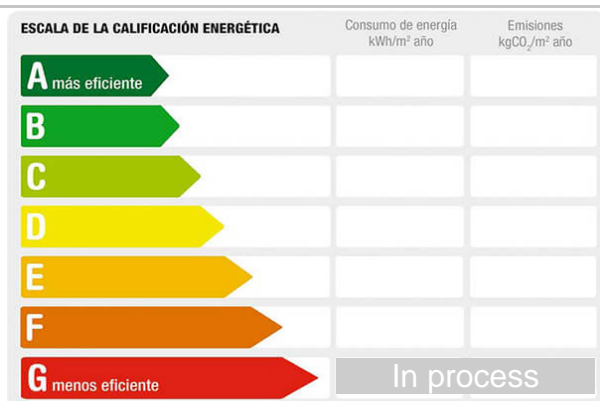 ESCALA DE LA CALIFICACIÓN ENERGÉTICA
Consumo de energía
kWh/m² año
Emisiones
kgCO₂/m² año
A más eficiente
B
C
D
E
F
G menos eficiente
In process